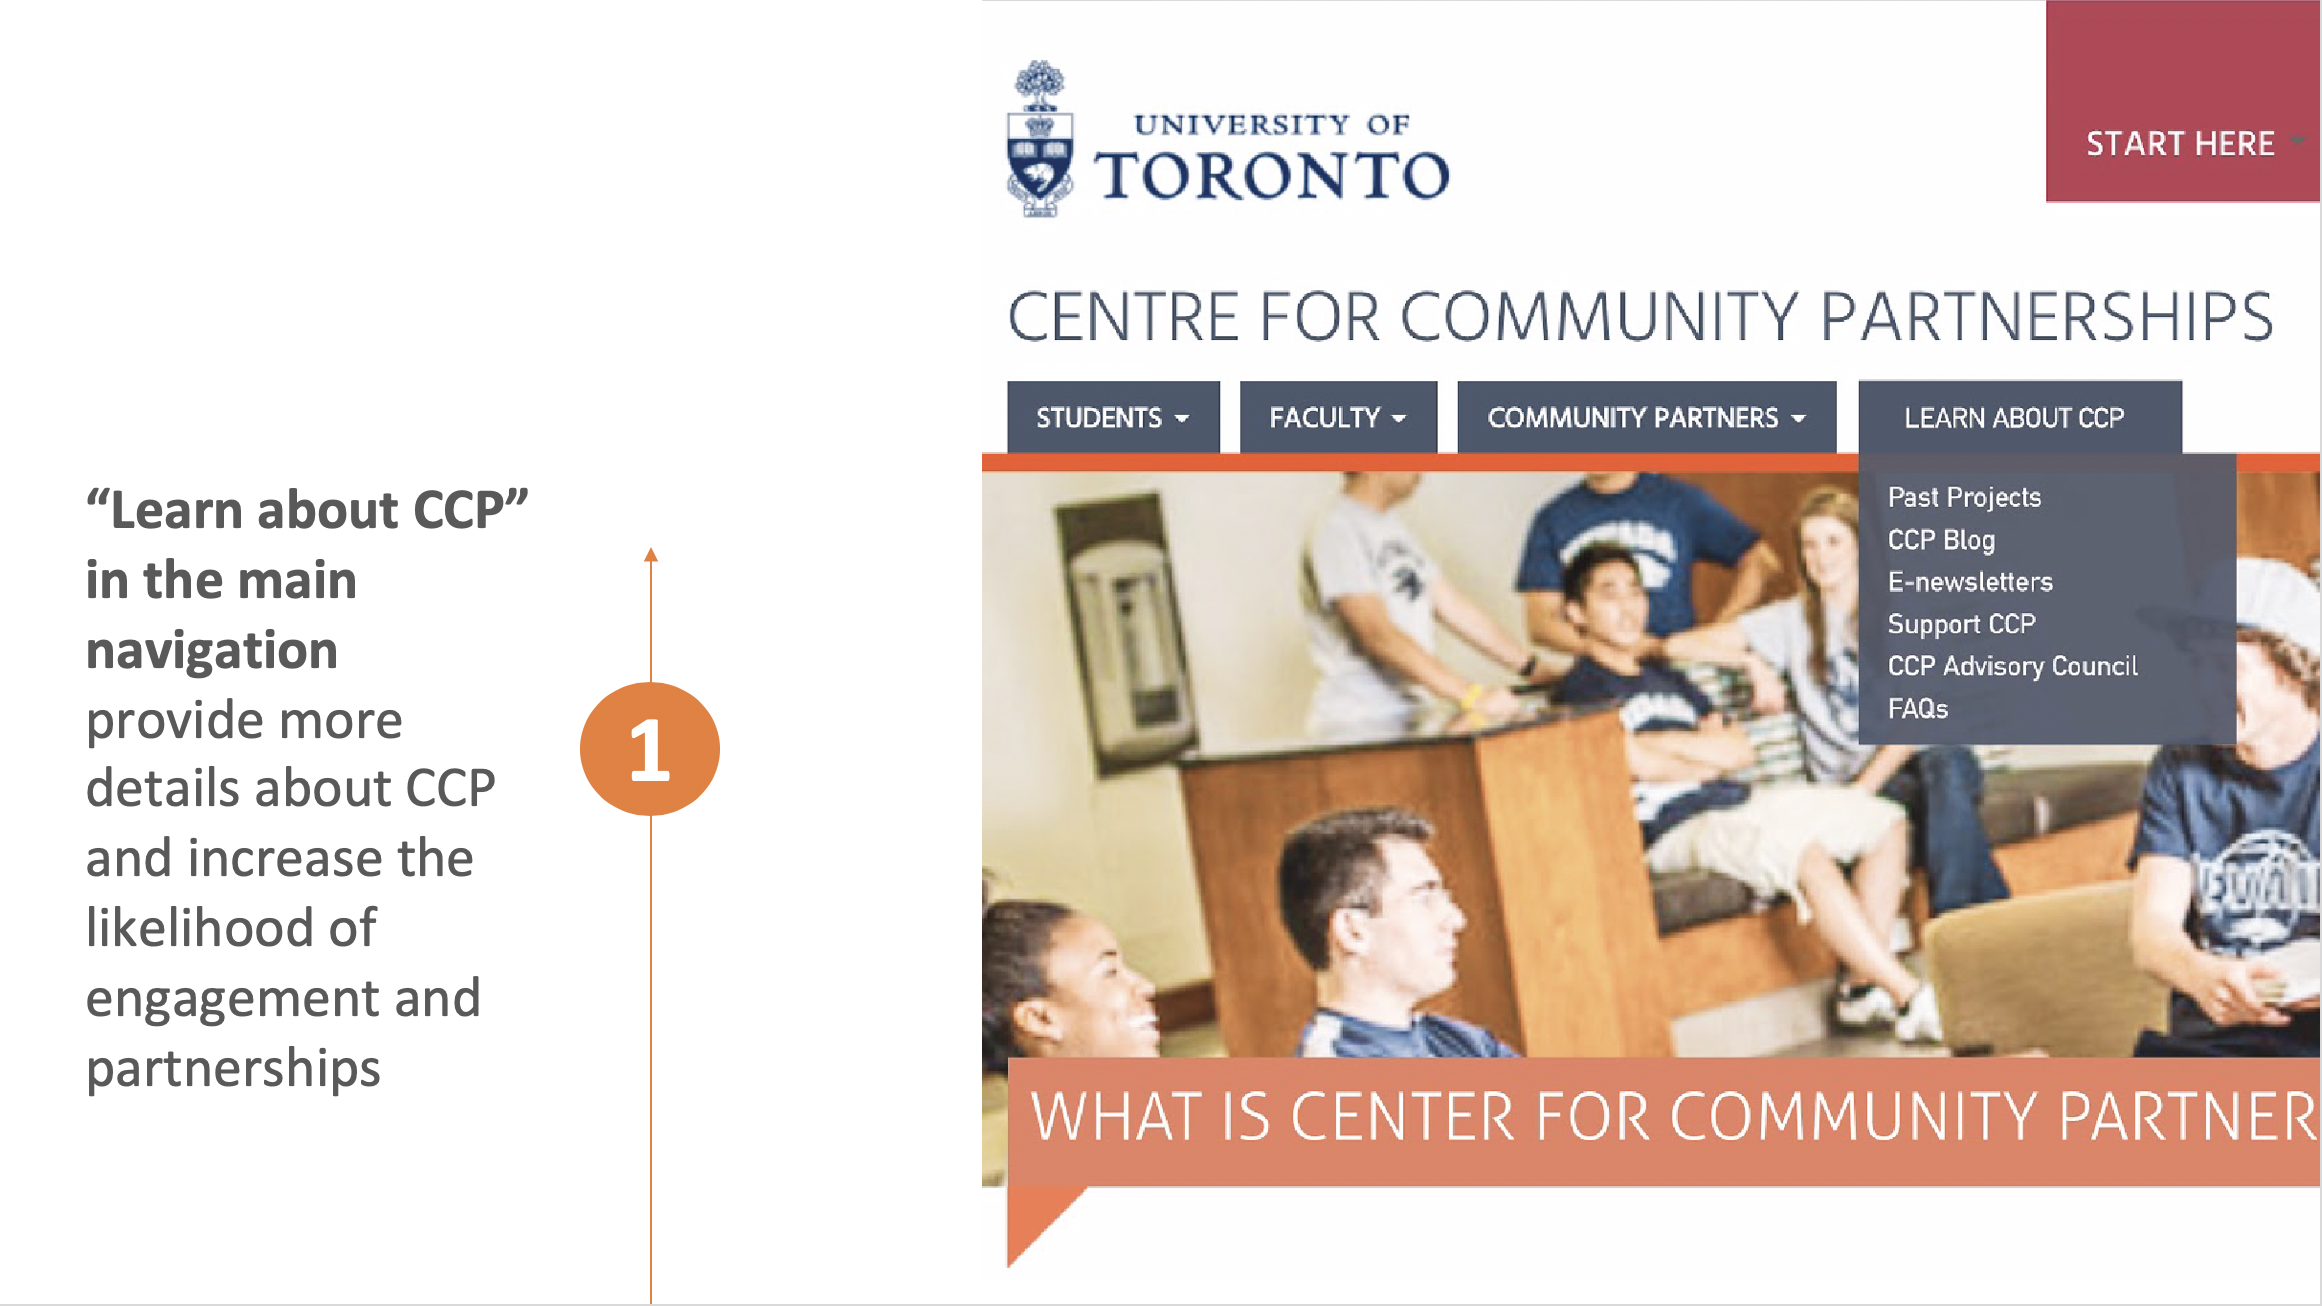 “Learn about CCP”
in the main
navigation
provide more
details about CCP
and increase the
likelihood of
engagement and
partnerships
1
UNIVERSITY OF
TORONTO
START HERE
CENTRE FOR COMMUNITY PARTNERSHIPS
STUDENTS
FACULTY
COMMUNITY PARTNERS
LEARN ABOUT CCP
Past Projects
CCP Blog
E-newsletters
Support CCP
CCP Advisory Council
FAQs
WHAT IS CENTER FOR COMMUNITY PARTNER